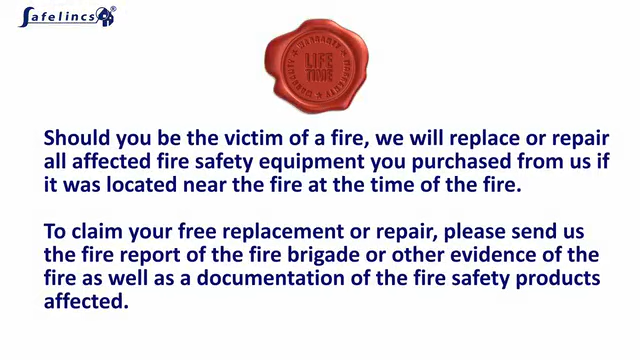 Safelincs®
WARRANTY
LIFE
TIME
WARRANTY
Should you be the victim of a fire, we will replace or repair
all affected fire safety equipment you purchased from us if
it was located near the fire at the time of the fire.
To claim your free replacement or repair, please send us
the fire report of the fire brigade or other evidence of the
fire as well as a documentation of the fire safety products
affected.